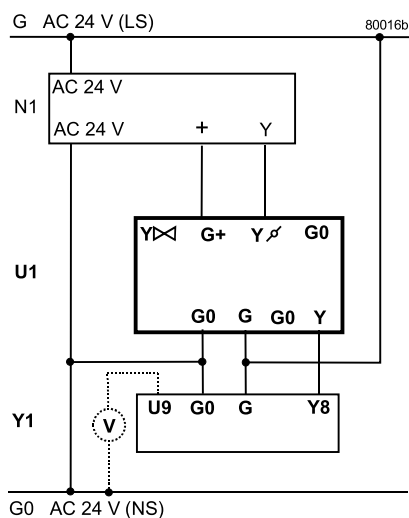 G AC 24 V (LS)
80016b
AC 24 V
N1
AC 24 V + Y
Y G+ Y G0
U1
G0 G G0 Y
U9 G0 G Y8
Y1
V
G0 AC 24 V (NS)